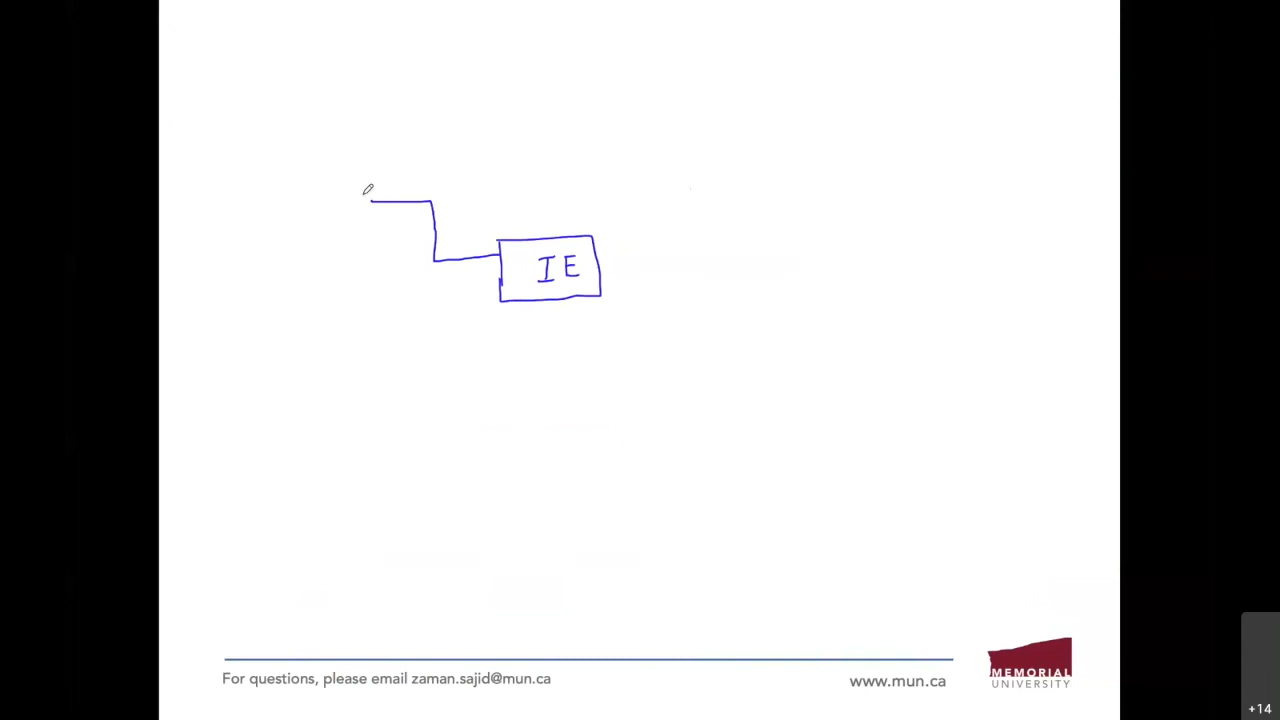 IE
For questions, please email zaman.sajid@mun.ca
www.mun.ca
MEMORIAL
UNIVERSITY
+14